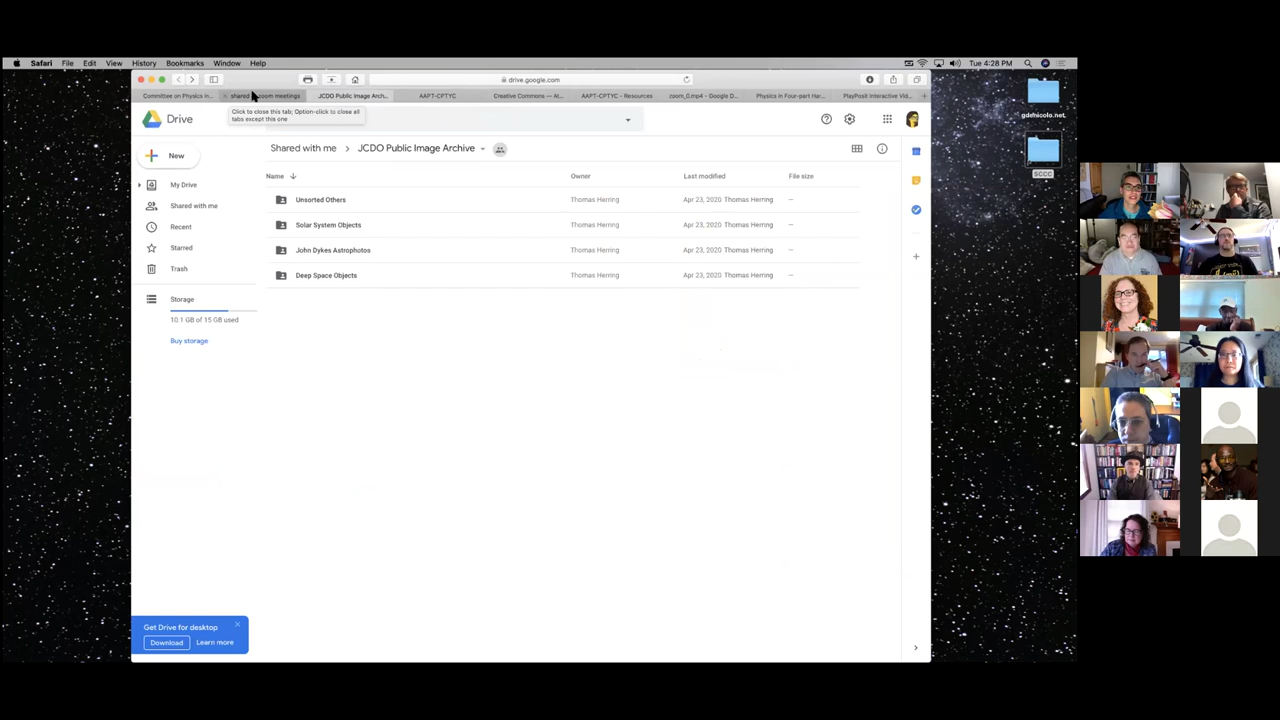 Safari File Edit View History Bookmarks Window Help
Tue 4:28 PM
drive.google.com
Committee on Physics in...
shared zoom meetings
JCDO Public Image Arch...
AAPT-CPTYC
Creative Commons — At...
AAPT-CPTYC - Resources
zoom_0.mp4 - Google D...
Physics in Four-part Har...
PlayPosit Interactive Vid...
Click to close this tab; Option-click to close all
tabs except this one
Drive
New
My Drive
Shared with me
Recent
Starred
Trash
Storage
10.1 GB of 15 GB used
Buy storage
Shared with me > JCDO Public Image Archive
Name Owner Last modified File size
Unsorted Others Thomas Herring Apr 23, 2020 Thomas Herring —
Solar System Objects Thomas Herring Apr 23, 2020 Thomas Herring —
John Dykes Astrophotos Thomas Herring Apr 23, 2020 Thomas Herring —
Deep Space Objects Thomas Herring Apr 23, 2020 Thomas Herring —
Get Drive for desktop
Download Learn more
SCCC